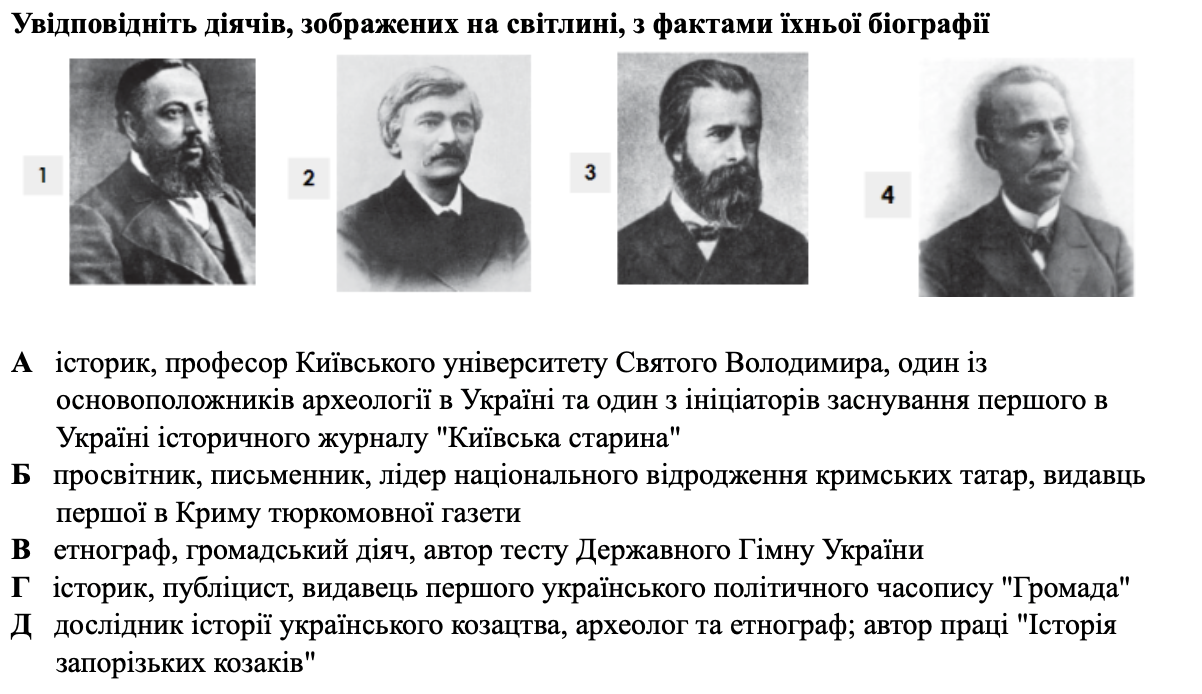 Увідповідніть діячів, зображених на світлині, з фактами їхньої біографії
1 2 3 4
А історик, професор Київського університету Святого Володимира, один із
основоположників археології в Україні та один з ініціаторів заснування першого в
Україні історичного журналу "Київська старина"
Б просвітник, письменник, лідер національного відродження кримських татар, видавць
першої в Криму тюркомовної газети
В етнограф, громадський діяч, автор тесту Державного Гімну України
Г історик, публіцист, видавець першого українського політичного часопису "Громада"
Д дослідник історії українського козацтва, археолог та етнограф; автор праці "Історія
запорізьких козаків"